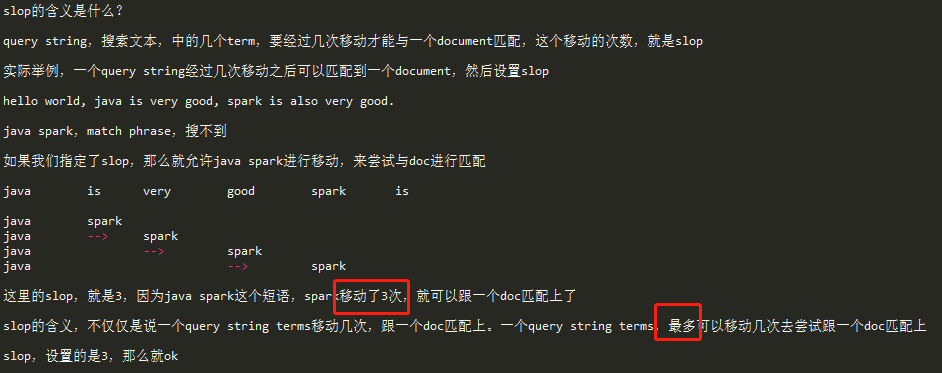 slop的含义是什么？
query string，搜索文本，中的几个term，要经过几次移动才能与一个document匹配，这个移动的次数，就是slop
实际举例，一个query string经过几次移动之后可以匹配到一个document，然后设置slop
hello world, java is very good, spark is also very good.
java spark，match phrase，搜不到
如果我们指定了slop，那么就允许java spark进行移动，来尝试与doc进行匹配
java is very good spark is
java spark
java --> spark
java --> spark
java --> spark
这里的slop，就是3，因为java spark这个短语，spark移动了3次，就可以跟一个doc匹配上了
slop的含义，不仅仅是说一个query string terms移动几次，跟一个doc匹配上。一个query string terms，最多可以移动几次去尝试跟一个doc匹配上
slop，设置的是3，那么就ok